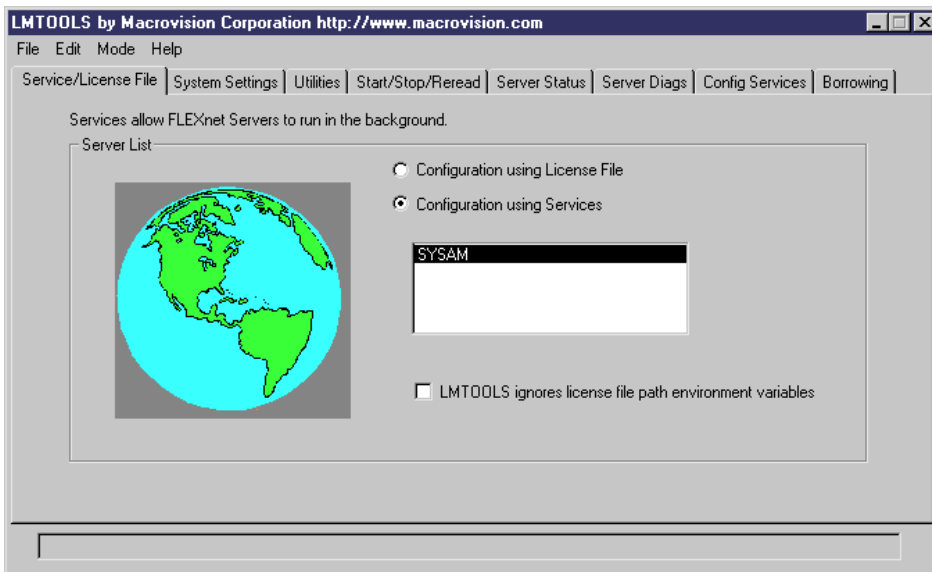 LMTOOLS by Macrovision Corporation http://www.macrovision.com
File Edit Mode Help
Service/License File System Settings Utilities Start/Stop/Reread Server Status Server Diags Config Services Borrowing
Services allow FLEXnet Servers to run in the background.
Server List
Configuration using License File
Configuration using Services
SYSAM
LMTOOLS ignores license file path environment variables